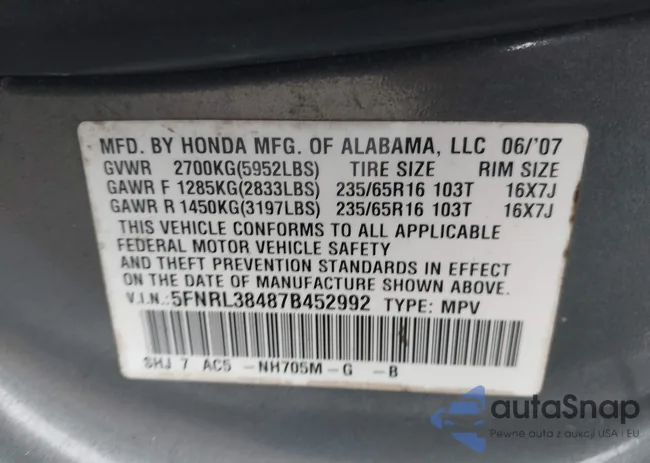 MFD. BY HONDA MFG. OF ALABAMA, LLC 06/'07
GVWR 2700KG(5952LBS) TIRE SIZE RIM SIZE
GAWR F 1285KG(2833LBS) 235/65R16 103T 16X7J
GAWR R 1450KG(3197LBS) 235/65R16 103T 16X7J
THIS VEHICLE CONFORMS TO ALL APPLICABLE
FEDERAL MOTOR VEHICLE SAFETY
AND THEFT PREVENTION STANDARDS IN EFFECT
ON THE DATE OF MANUFACTURE SHOWN ABOVE.
V.I.N.:5FNRL38487B452992 TYPE: MPV
SHJ 7 AC5 -NH705M-G -B
autaSnap
Pewne auta z aukcji USA i EU